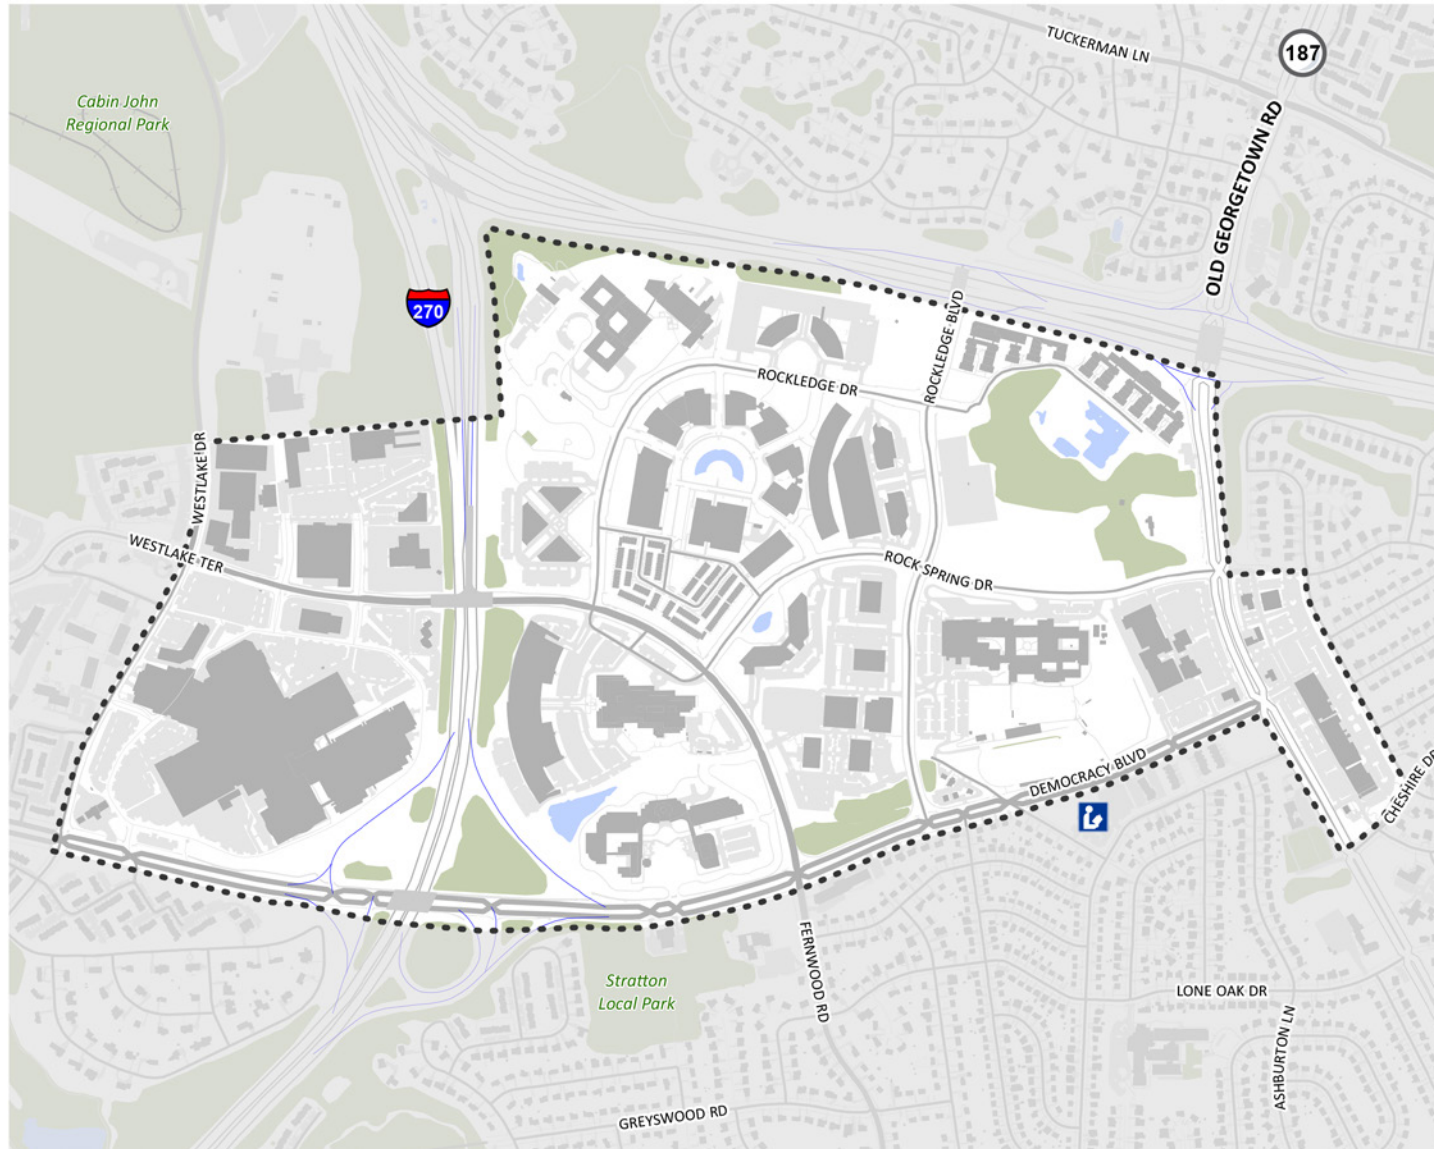 TUCKERMAN LN
187
Cabin John
Regional Park
OLD GEORGETOWN RD
270
ROCKLEDGE BLVD
ROCKLEDGE DR
WESTLAKE DR
WESTLAKE TER
ROCK SPRING DR
DEMOCRACY BLVD
CHESHIRE DR
FERNWOOD RD
Stratton
Local Park
LONE OAK DR
ASHBURTON LN
GREYSWOOD RD